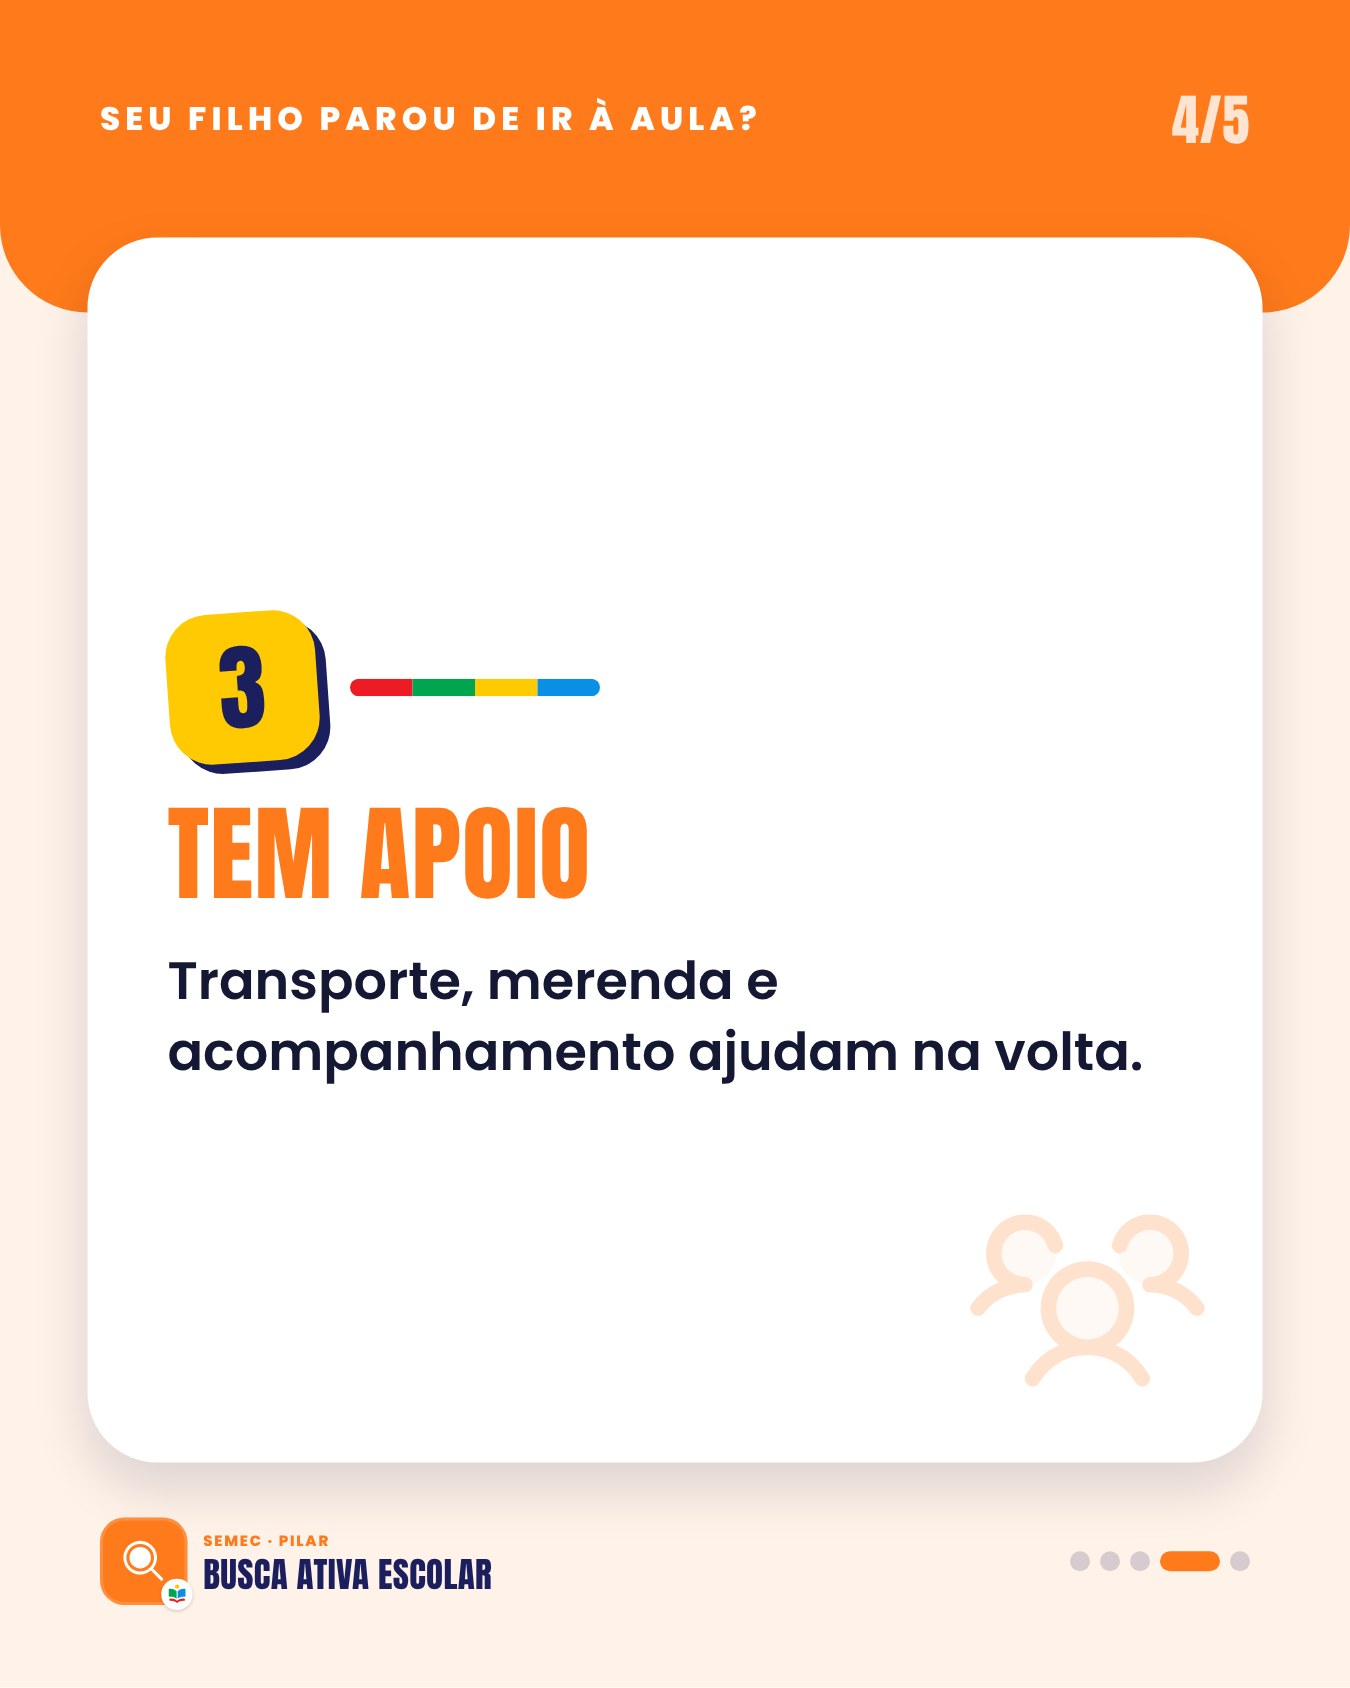 SEU FILHO PAROU DE IR À AULA?
4/5
3
TEM APOIO
Transporte, merenda e
acompanhamento ajudam na volta.
SEMEC · PILAR
BUSCA ATIVA ESCOLAR